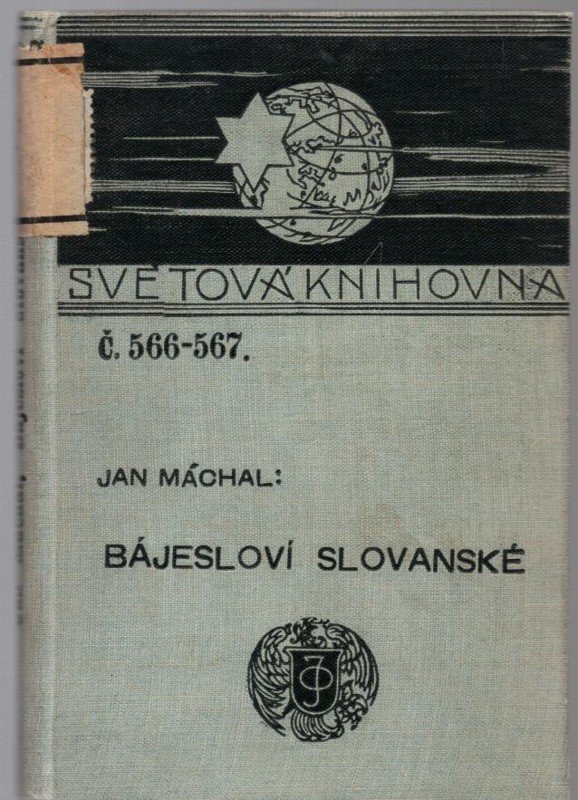 SVĚTOVÁ KNIHOVNA
Č. 566-567.
JAN MÁCHAL:
BÁJESLOVÍ SLOVANSKÉ